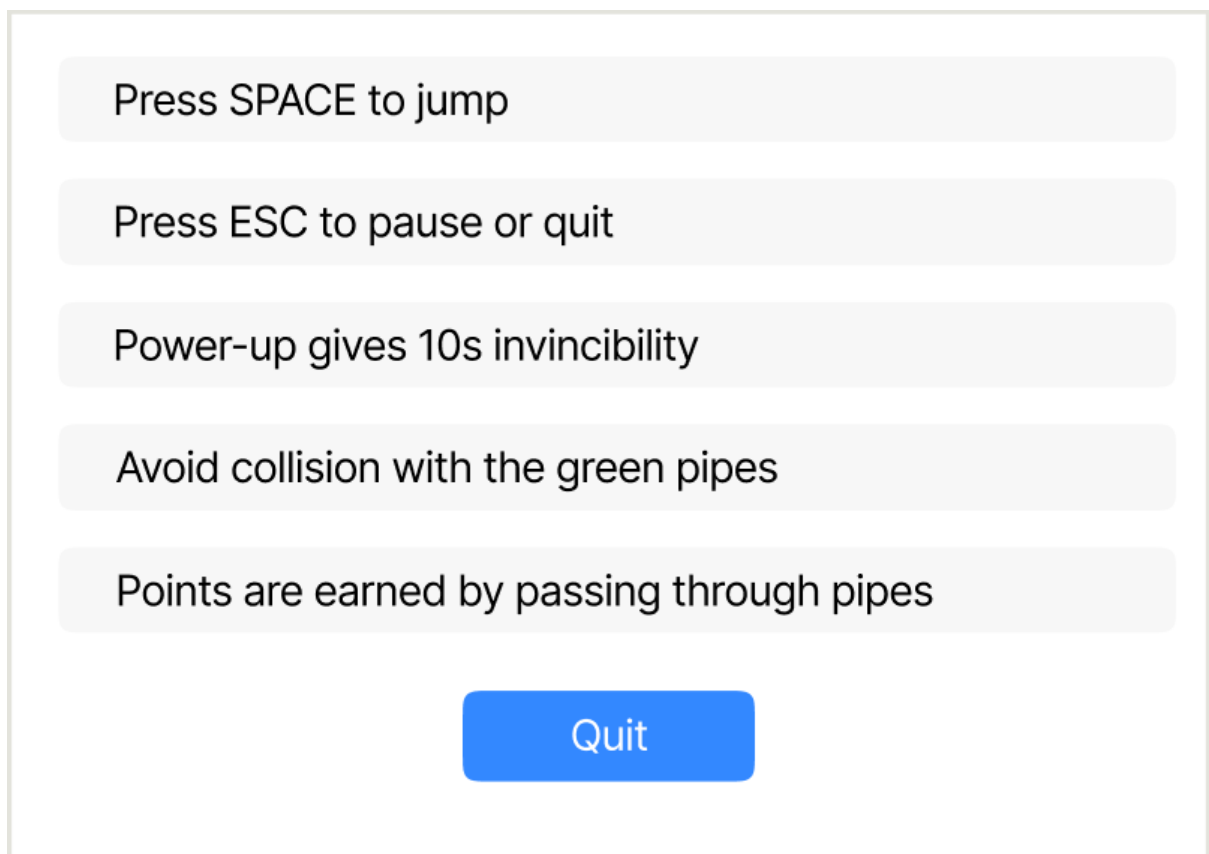 Press SPACE to jump
Press ESC to pause or quit
Power-up gives 10s invincibility
Avoid collision with the green pipes
Points are earned by passing through pipes
Quit